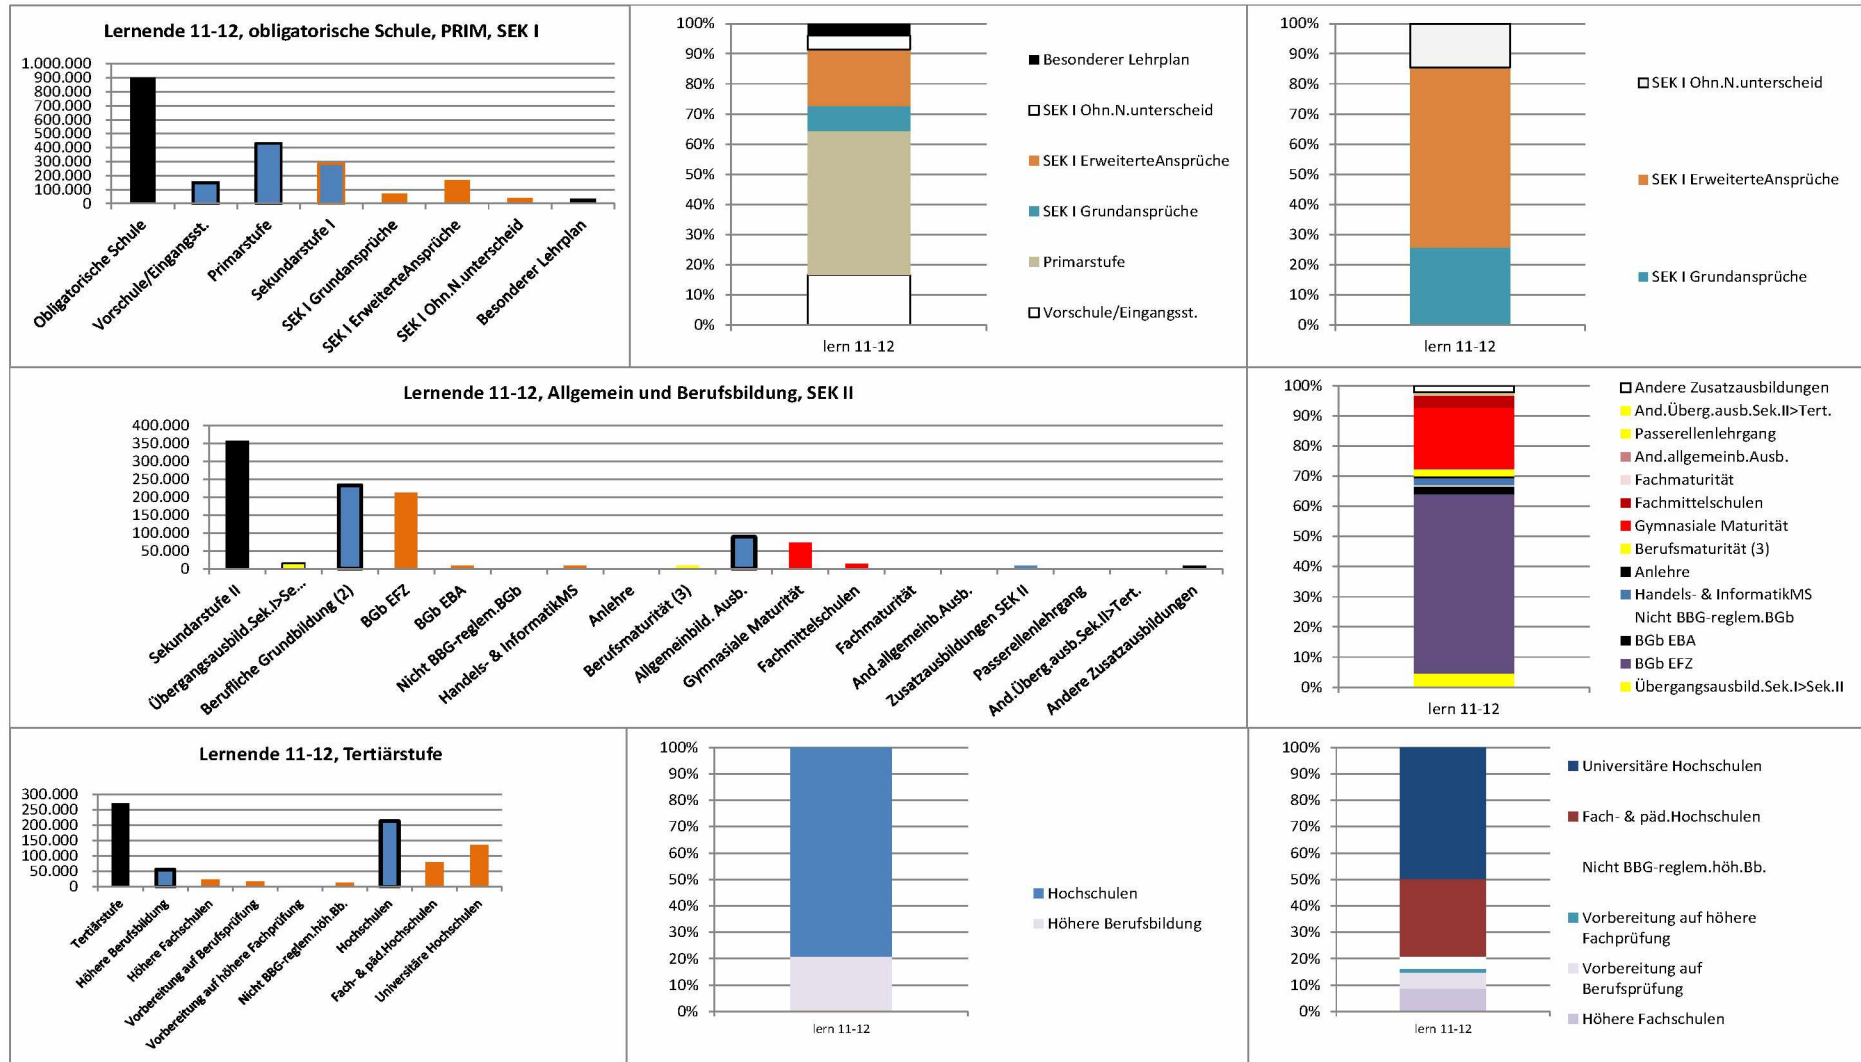 Lernende 11-12, obligatorische Schule, PRIM, SEK I
1.000.000
900.000
800.000
700.000
600.000
500.000
400.000
300.000
200.000
100.000
0
Obligatorische Schule
Vorschule/Eingangsst.
Primarstufe
Sekundarstufe I
SEK I Grundansprüche
SEK I ErweiterteAnsprüche
SEK I Ohn.N.unterscheid
Besonderer Lehrplan
100%
90%
80%
70%
60%
50%
40%
30%
20%
10%
0%
lern 11-12
Besonderer Lehrplan
SEK I Ohn.N.unterscheid
SEK I ErweiterteAnsprüche
SEK I Grundansprüche
Primarstufe
Vorschule/Eingangsst.
100%
90%
80%
70%
60%
50%
40%
30%
20%
10%
0%
lern 11-12
SEK I Ohn.N.unterscheid
SEK I ErweiterteAnsprüche
SEK I Grundansprüche
Lernende 11-12, Allgemein und Berufsbildung, SEK II
400.000
350.000
300.000
250.000
200.000
150.000
100.000
50.000
0
Sekundarstufe II
Übergangsausbild.Sek.I>Se…
Berufliche Grundbildung (2)
BGb EFZ
BGb EBA
Nicht BBG-reglem.BGb
Handels- & InformatikMS
Anlehre
Berufsmaturität (3)
Allgemeinbild. Ausb.
Gymnasiale Maturität
Fachmittelschulen
Fachmaturität
And.allgemeinb.Ausb.
Zusatzausbildungen SEK II
Passerellenlehrgang
And.Überg.ausb.Sek.II>Tert.
Andere Zusatzausbildungen
100%
90%
80%
70%
60%
50%
40%
30%
20%
10%
0%
lern 11-12
Andere Zusatzausbildungen
And.Überg.ausb.Sek.II>Tert.
Passerellenlehrgang
And.allgemeinb.Ausb.
Fachmaturität
Fachmittelschulen
Gymnasiale Maturität
Berufsmaturität (3)
Anlehre
Handels- & InformatikMS
Nicht BBG-reglem.BGb
BGb EBA
BGb EFZ
Übergangsausbild.Sek.I>Sek.II
Lernende 11-12, Tertiärstufe
300.000
250.000
200.000
150.000
100.000
50.000
0
Tertiärstufe
Höhere Berufsbildung
Höhere Fachschulen
Vorbereitung auf Berufsprüfung
Vorbereitung auf höhere Fachprüfung
Nicht BBG-reglem.höh.Bb.
Hochschulen
Fach- & päd.Hochschulen
Universitäre Hochschulen
100%
90%
80%
70%
60%
50%
40%
30%
20%
10%
0%
lern 11-12
Hochschulen
Höhere Berufsbildung
100%
90%
80%
70%
60%
50%
40%
30%
20%
10%
0%
lern 11-12
Universitäre Hochschulen
Fach- & päd.Hochschulen
Nicht BBG-reglem.höh.Bb.
Vorbereitung auf höhere
Fachprüfung
Vorbereitung auf
Berufsprüfung
Höhere Fachschulen